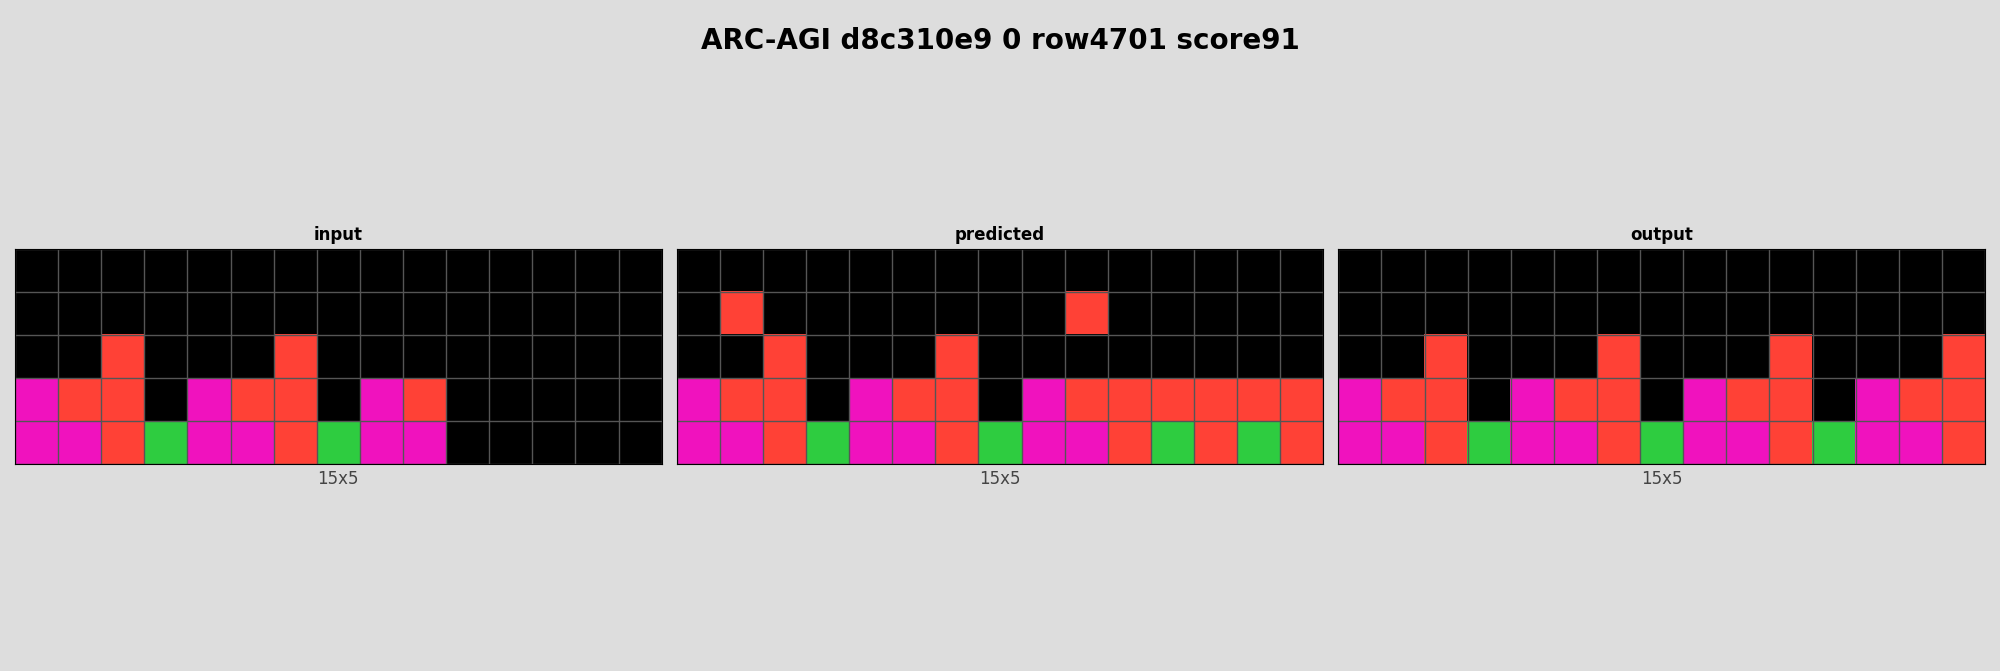 ARC-AGI d8c310e9 0 row4701 score91
input
predicted
output
15x5
15x5
15x5